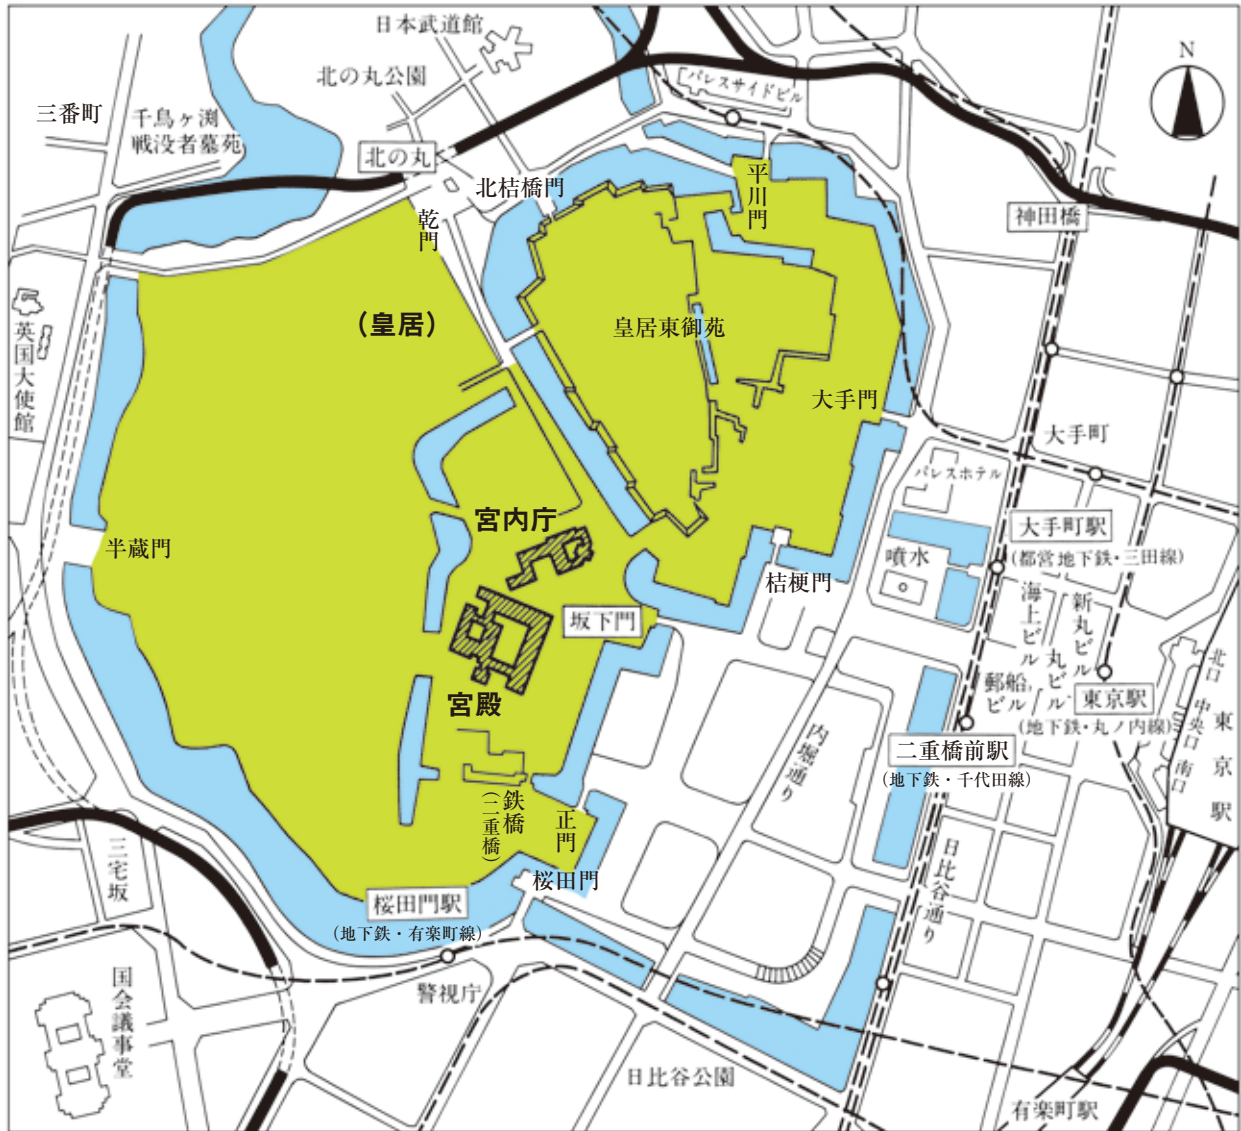 日本武道館
北の丸公園
パレスサイドビル
N
三番町
千鳥ヶ渕
戦没者墓苑
北の丸
北桔橋門
平川門
乾門
神田橋
(皇居)
皇居東御苑
英国大使館
大手門
大手町
パレスホテル
宮内庁
大手町駅
(都営地下鉄・三田線)
半蔵門
噴水
桔梗門
海上ビル
新丸ビル
坂下門
丸ビル
郵船ビル
東京駅
(地下鉄・丸ノ内線)
北口
中央口
南口
東京駅
宮殿
内堀通り
二重橋前駅
(地下鉄・千代田線)
鉄橋
(二重橋)
正門
三宅坂
日比谷通り
桜田門
桜田門駅
(地下鉄・有楽町線)
警視庁
国会議事堂
日比谷公園
有楽町駅